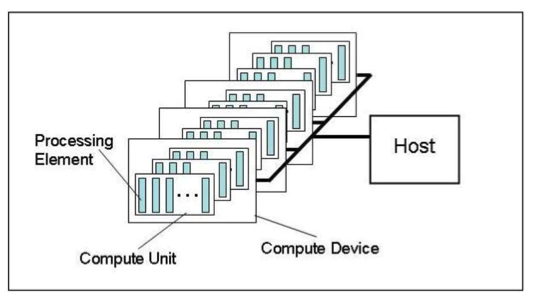 Processing
Element
Host
Compute Device
Compute Unit